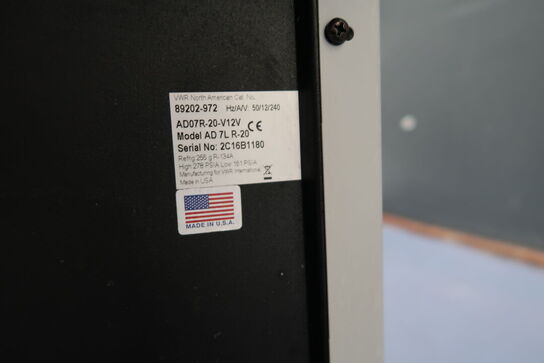 VWR North American Cat. No.
89202-972 Hz/A/V: 50/12/240
AD07R-20-V12V CE
Model AD 7L R-20
Serial No: 2C16B1180
Refrig:255 g R-134A
High:278 PSIA Low:161 PSIA
Manufacturing for VWR International
Made in USA
MADE IN U.S.A.